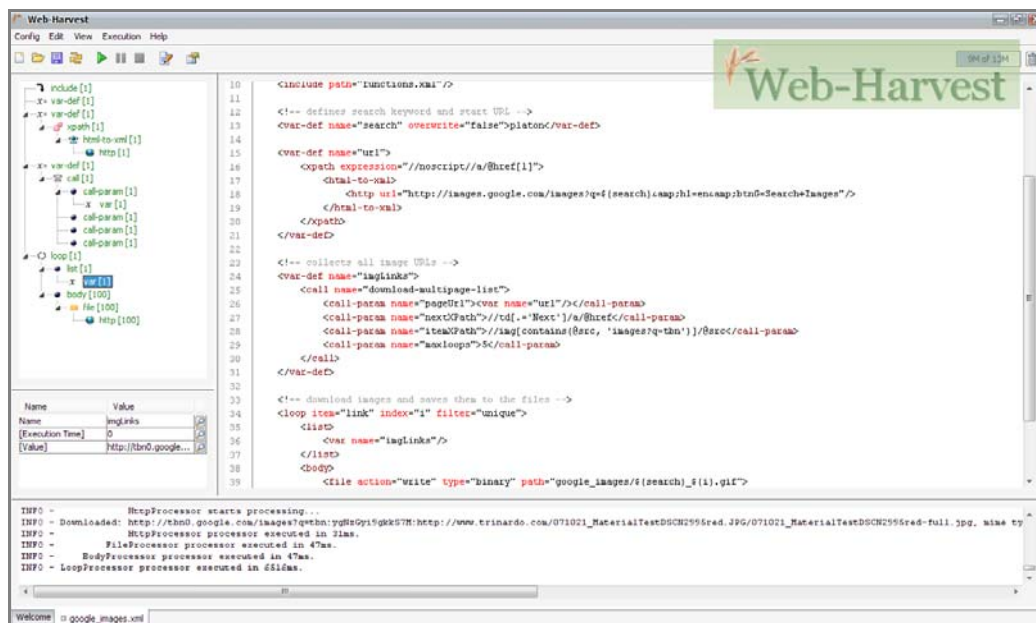 Web-Harvest
Config Edit View Execution Help
Web-Harvest
9M of 13M
include [1]
x= var-def [1]
x= var-def [1]
xpath [1]
html-to-xml [1]
http [1]
x= var-def [1]
call [1]
call-param [1]
x var [1]
call-param [1]
call-param [1]
call-param [1]
loop [1]
list [1]
x var [1]
body [100]
file [100]
http [100]
Name Value
Name imgLinks
[Execution Time] 0
[Value] http://tbn0.google...
10 <include path="functions.xml"/>
11
12 <!-- defines search keyword and start URL -->
13 <var-def name="search" overwrite="false">platon</var-def>
14
15 <var-def name="url">
16 <xpath expression="//noscript//a/@href[1]">
17 <html-to-xml>
18 <http url="http://images.google.com/images?q=${search}&amp;hl=en&amp;btnG=Search+Images"/>
19 </html-to-xml>
20 </xpath>
21 </var-def>
22
23 <!-- collects all image URLs -->
24 <var-def name="imgLinks">
25 <call name="download-multipage-list">
26 <call-param name="pageUrl"><var name="url"/></call-param>
27 <call-param name="nextXPath">//td[.='Next']/a/@href</call-param>
28 <call-param name="itemXPath">//img[contains(@src, 'images?q=tbn')]/@src</call-param>
29 <call-param name="maxloops">5</call-param>
30 </call>
31 </var-def>
32
33 <!-- download images and saves them to the files -->
34 <loop item="link" index="i" filter="unique">
35 <list>
36 <var name="imgLinks"/>
37 </list>
38 <body>
39 <file action="write" type="binary" path="google_images/${search}_${i}.gif">
INFO - HttpProcessor starts processing...
INFO - Downloaded: mime ty
INFO - HttpProcessor processor executed in 31ms.
INFO - FileProcessor processor executed in 47ms.
INFO - BodyProcessor processor executed in 47ms.
INFO - LoopProcessor processor executed in 6516ms.
Welcome google_images.xml